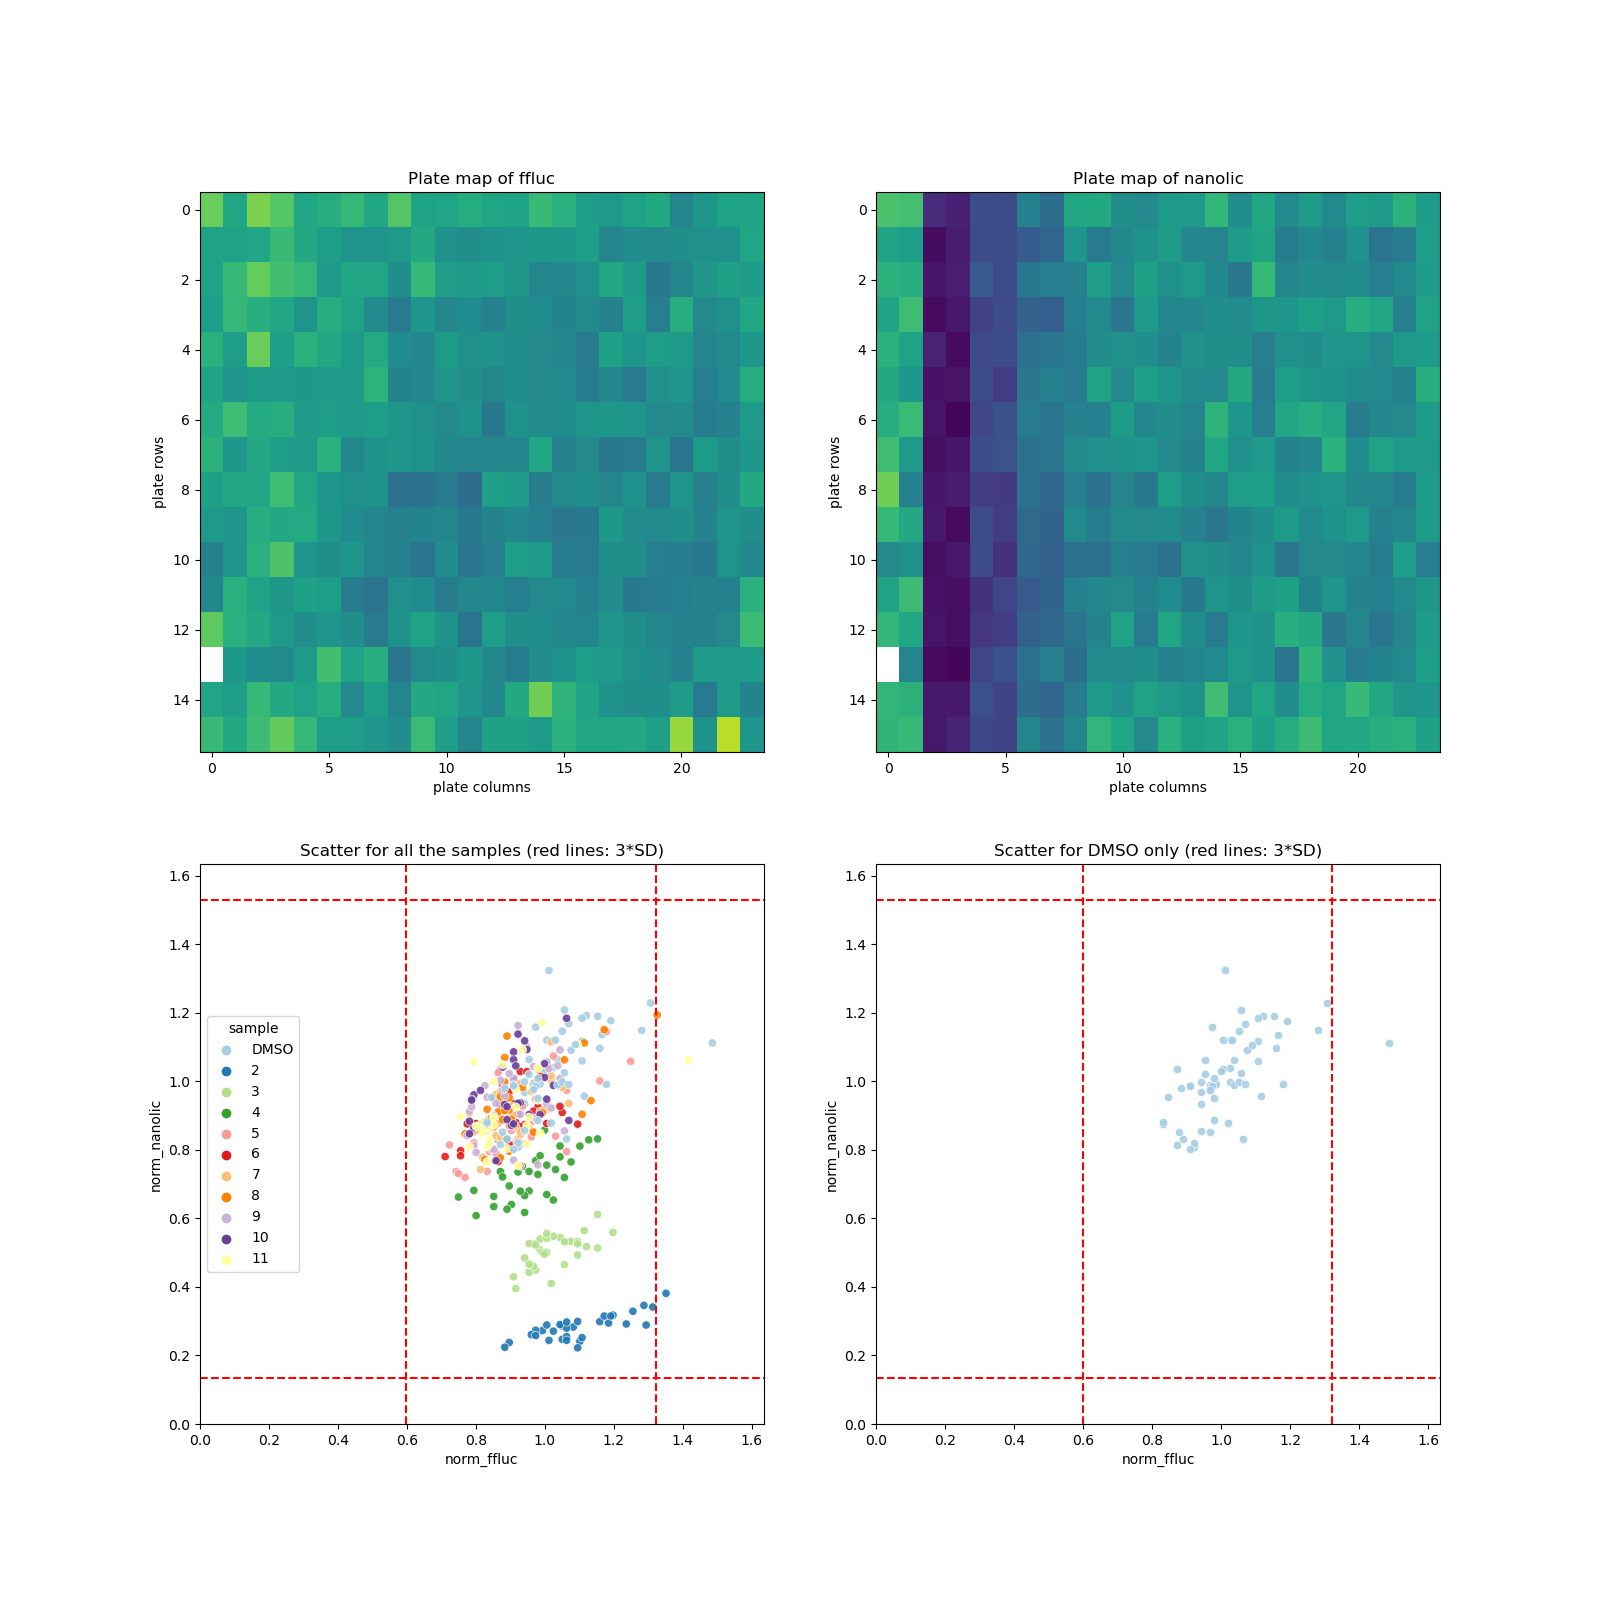 Plate map of ffluc
0
2
4
6
8
10
12
14
plate rows
0 5 10 15 20
plate columns
Plate map of nanolic
0
2
4
6
8
10
12
14
plate rows
0 5 10 15 20
plate columns
Scatter for all the samples (red lines: 3*SD)
1.6
1.4
1.2
1.0
0.8
0.6
0.4
0.2
0.0
norm_nanolic
sample
DMSO
2
3
4
5
6
7
8
9
10
11
0.0 0.2 0.4 0.6 0.8 1.0 1.2 1.4 1.6
norm_ffluc
Scatter for DMSO only (red lines: 3*SD)
1.6
1.4
1.2
1.0
0.8
0.6
0.4
0.2
0.0
norm_nanolic
0.0 0.2 0.4 0.6 0.8 1.0 1.2 1.4 1.6
norm_ffluc